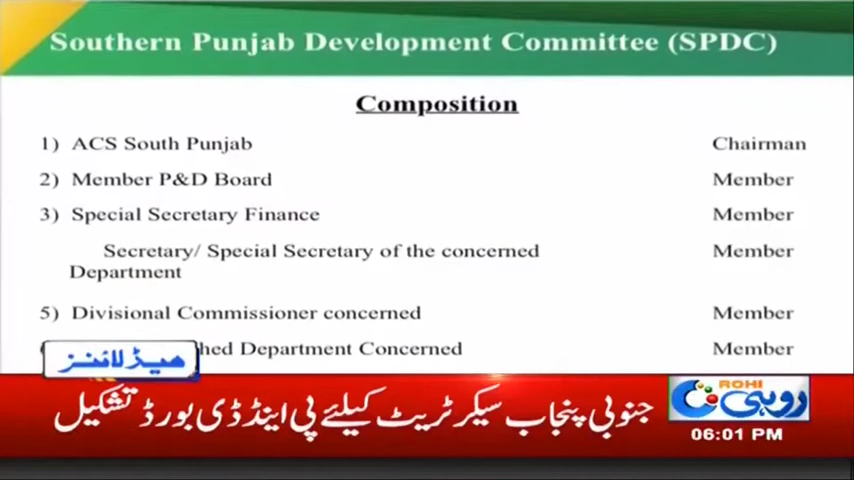 Southern Punjab Development Committee (SPDC)
Composition
1) ACS South Punjab Chairman
2) Member P&D Board Member
3) Special Secretary Finance Member
Secretary/ Special Secretary of the concerned Member
Department
5) Divisional Commissioner concerned Member
hed Department Concerned Member
ہیڈلائنز
جنوبی پنجاب سیکرٹریٹ کیلئے پی اینڈ ڈی بورڈ تشکیل
ROHI
روہی
06:01 PM